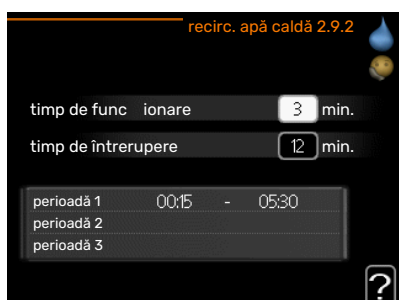 recirc. apă caldă 2.9.2
timp de func ionare 3 min.
timp de întrerupere 12 min.
perioadă 1 00:15 - 05:30
perioadă 2
perioadă 3
?